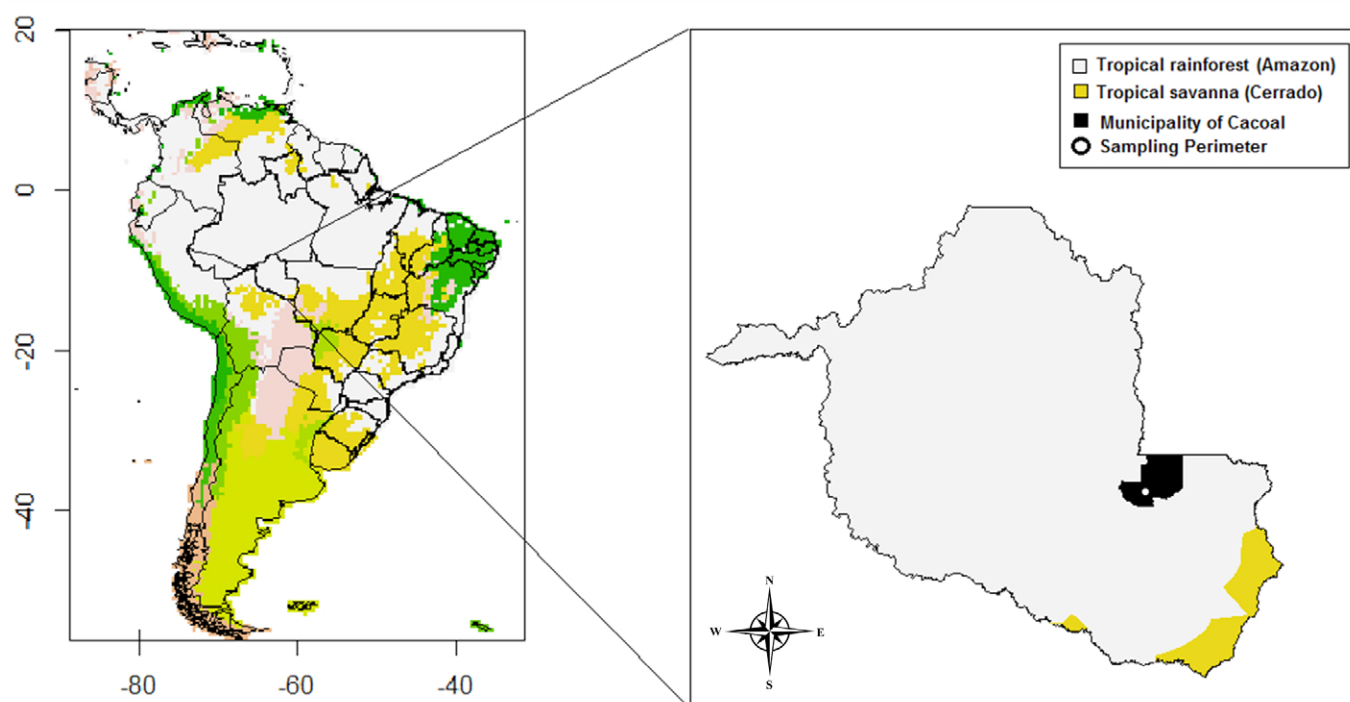 20
0
-20
-40
-80
-60
-40
Tropical rainforest (Amazon)
Tropical savanna (Cerrado)
Municipality of Cacoal
Sampling Perimeter
N
W
E
S